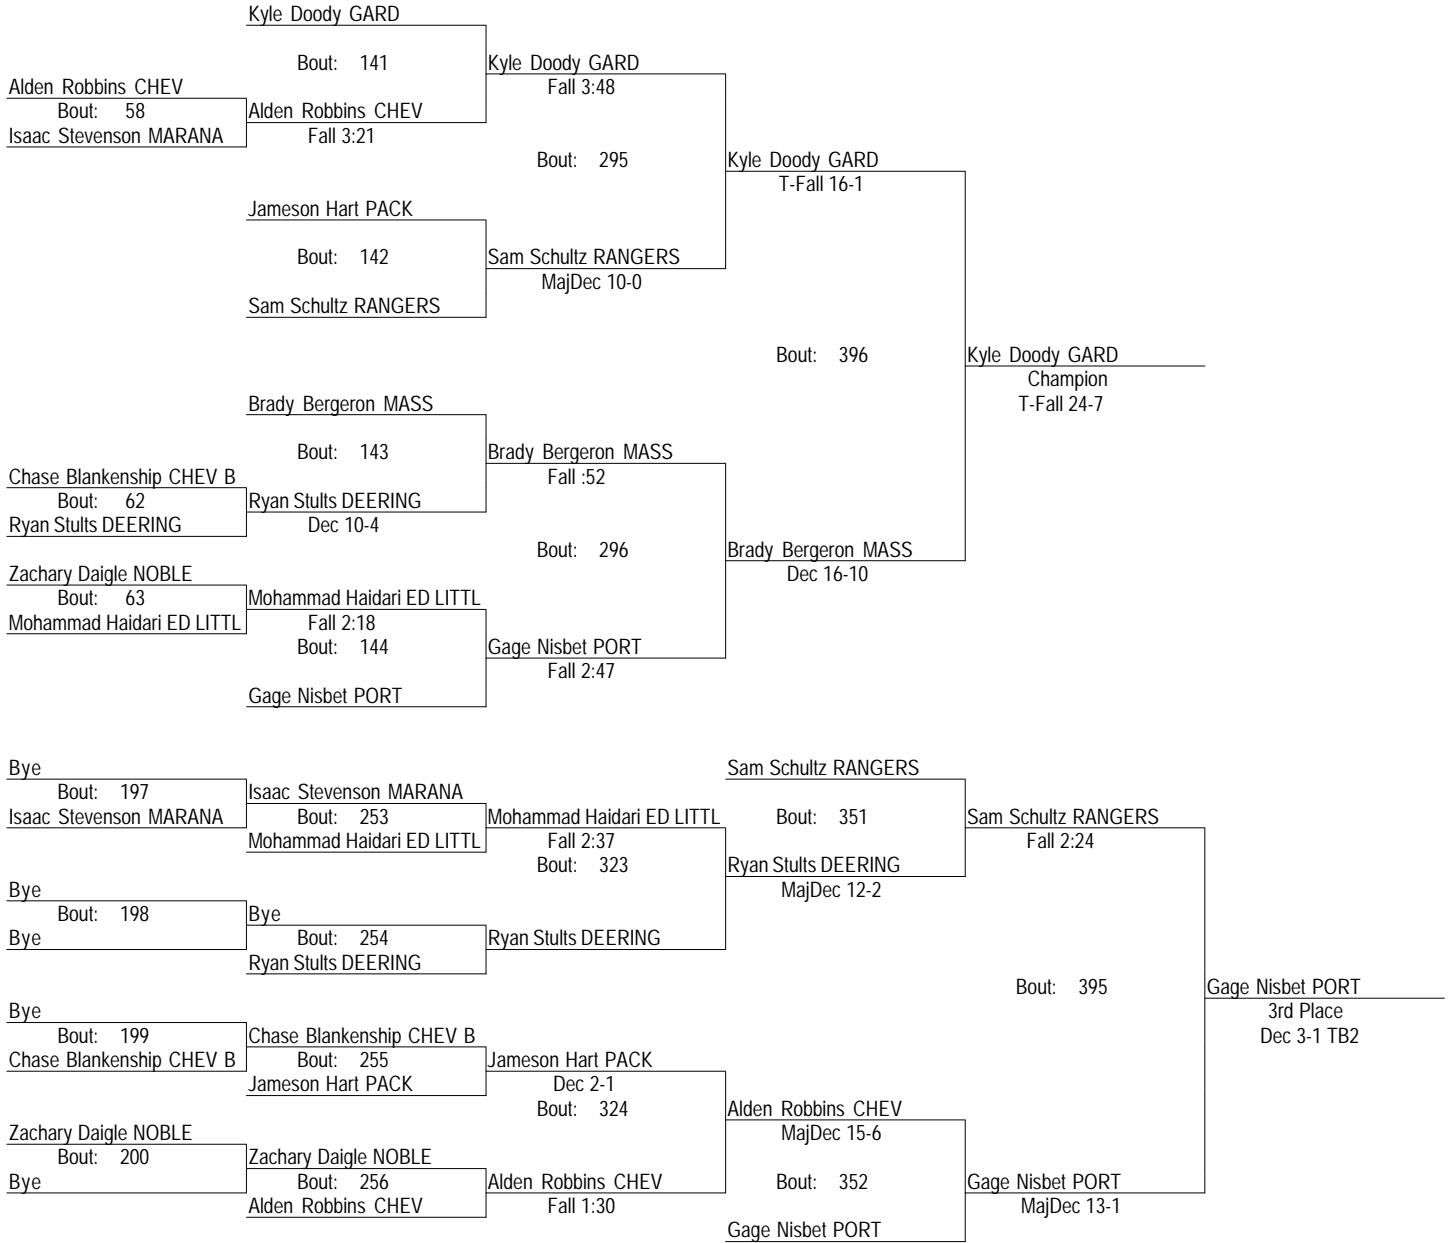 Kyle Doody GARD
Bout: 141
Kyle Doody GARD
Alden Robbins CHEV
Fall 3:48
Bout: 58
Alden Robbins CHEV
Isaac Stevenson MARANA
Fall 3:21
Bout: 295
Kyle Doody GARD
T-Fall 16-1
Jameson Hart PACK
Bout: 142
Sam Schultz RANGERS
MajDec 10-0
Sam Schultz RANGERS
Bout: 396
Kyle Doody GARD
Champion
T-Fall 24-7
Brady Bergeron MASS
Bout: 143
Brady Bergeron MASS
Chase Blankenship CHEV B
Fall :52
Bout: 62
Ryan Stults DEERING
Ryan Stults DEERING
Dec 10-4
Bout: 296
Brady Bergeron MASS
Zachary Daigle NOBLE
Dec 16-10
Bout: 63
Mohammad Haidari ED LITTL
Mohammad Haidari ED LITTL
Fall 2:18
Bout: 144
Gage Nisbet PORT
Fall 2:47
Gage Nisbet PORT
Bye
Sam Schultz RANGERS
Bout: 197
Isaac Stevenson MARANA
Isaac Stevenson MARANA
Bout: 253
Mohammad Haidari ED LITTL
Bout: 351
Sam Schultz RANGERS
Mohammad Haidari ED LITTL
Fall 2:37
Fall 2:24
Bout: 323
Ryan Stults DEERING
Bye
MajDec 12-2
Bout: 198
Bye
Bye
Bout: 254
Ryan Stults DEERING
Ryan Stults DEERING
Bout: 395
Gage Nisbet PORT
Bye
3rd Place
Bout: 199
Chase Blankenship CHEV B
Dec 3-1 TB2
Chase Blankenship CHEV B
Bout: 255
Jameson Hart PACK
Jameson Hart PACK
Dec 2-1
Bout: 324
Alden Robbins CHEV
Zachary Daigle NOBLE
MajDec 15-6
Bout: 200
Zachary Daigle NOBLE
Bye
Bout: 256
Alden Robbins CHEV
Bout: 352
Gage Nisbet PORT
Alden Robbins CHEV
Fall 1:30
MajDec 13-1
Gage Nisbet PORT